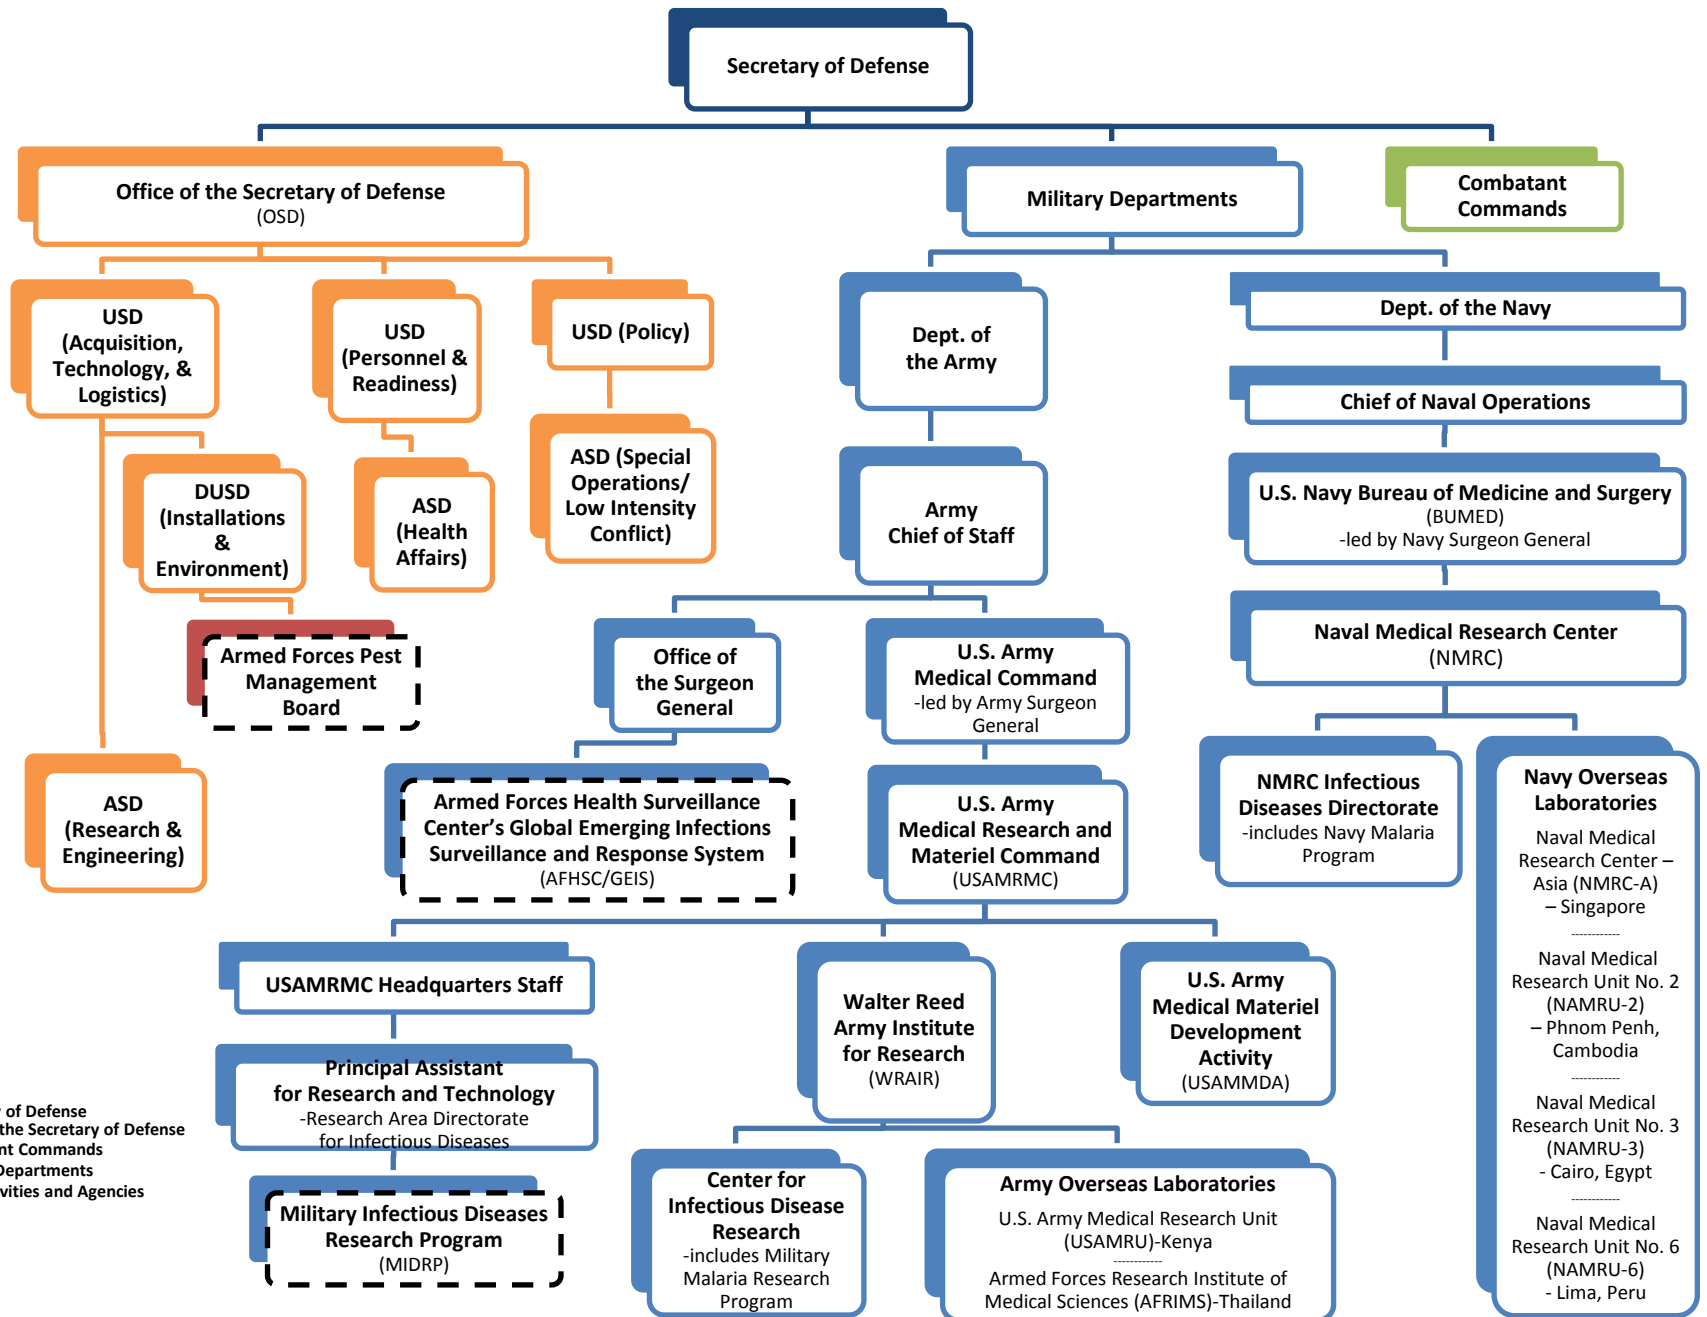 Secretary of Defense
Office of the Secretary of Defense
(OSD)
Military Departments
Combatant
Commands
USD
(Acquisition,
Technology, &
Logistics)
USD
(Personnel &
Readiness)
USD (Policy)
Dept. of
the Army
Dept. of the Navy
Chief of Naval Operations
DUSD
(Installations
&
Environment)
ASD
(Health
Affairs)
ASD (Special
Operations/
Low Intensity
Conflict)
Army
Chief of Staff
U.S. Navy Bureau of Medicine and Surgery
(BUMED)
-led by Navy Surgeon General
Armed Forces Pest
Management
Board
Office of
the Surgeon
General
U.S. Army
Medical Command
-led by Army Surgeon
General
Naval Medical Research Center
(NMRC)
ASD
(Research &
Engineering)
Armed Forces Health Surveillance
Center’s Global Emerging Infections
Surveillance and Response System
(AFHSC/GEIS)
U.S. Army
Medical Research and
Materiel Command
(USAMRMC)
NMRC Infectious
Diseases Directorate
-includes Navy Malaria
Program
Navy Overseas
Laboratories
Naval Medical
Research Center –
Asia (NMRC-A)
– Singapore
------------
Naval Medical
Research Unit No. 2
(NAMRU-2)
– Phnom Penh,
Cambodia
------------
Naval Medical
Research Unit No. 3
(NAMRU-3)
- Cairo, Egypt
------------
Naval Medical
Research Unit No. 6
(NAMRU-6)
- Lima, Peru
USAMRMC Headquarters Staff
Walter Reed
Army Institute
for Research
(WRAIR)
U.S. Army
Medical Materiel
Development
Activity
(USAMMDA)
Principal Assistant
for Research and Technology
-Research Area Directorate
for Infectious Diseases
of Defense
the Secretary of Defense
Commands
Departments
and Agencies
Military Infectious Diseases
Research Program
(MIDRP)
Center for
Infectious Disease
Research
-includes Military
Malaria Research
Program
Army Overseas Laboratories
U.S. Army Medical Research Unit
(USAMRU)-Kenya
------------
Armed Forces Research Institute of
Medical Sciences (AFRIMS)-Thailand